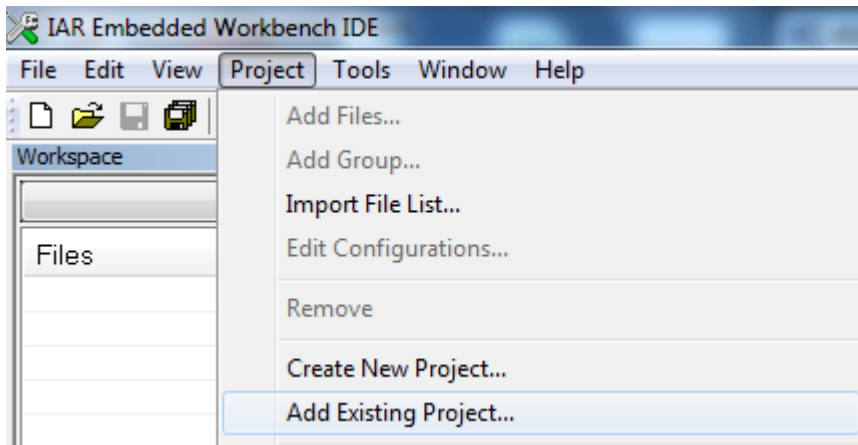 IAR Embedded Workbench IDE
File Edit View Project Tools Window Help
Workspace
Files
Add Files...
Add Group...
Import File List...
Edit Configurations...
Remove
Create New Project...
Add Existing Project...